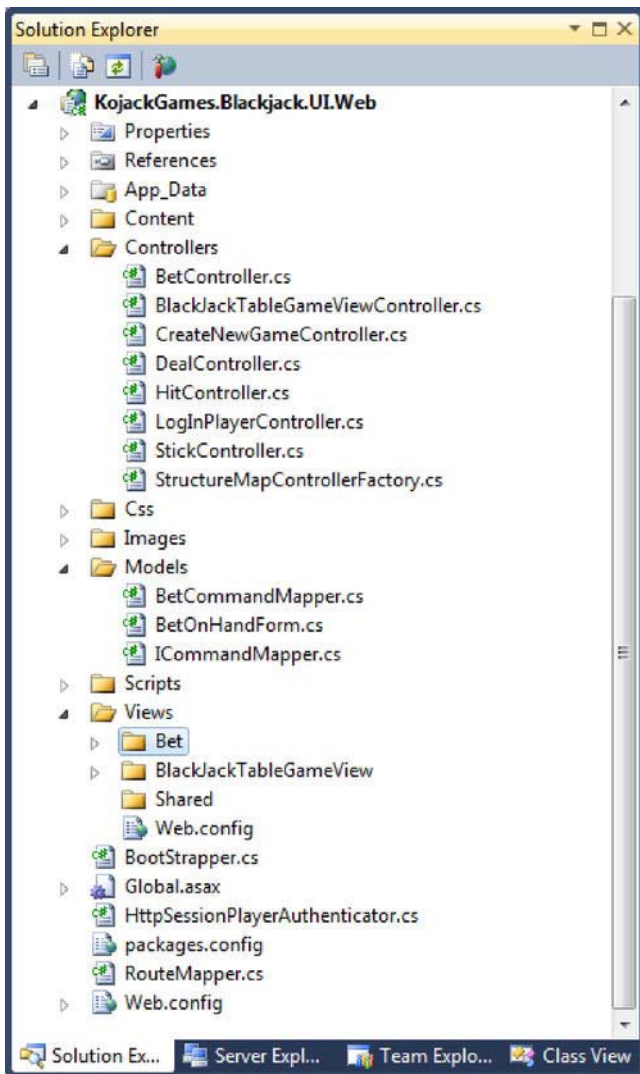 Solution Explorer
KojackGames.Blackjack.UI.Web
Properties
References
App_Data
Content
Controllers
BetController.cs
BlackJackTableGameViewController.cs
CreateNewGameController.cs
DealController.cs
HitController.cs
LogInPlayerController.cs
StickController.cs
StructureMapControllerFactory.cs
Css
Images
Models
BetCommandMapper.cs
BetOnHandForm.cs
ICommandMapper.cs
Scripts
Views
Bet
BlackJackTableGameView
Shared
Web.config
BootStrapper.cs
Global.asax
HttpSessionPlayerAuthenticator.cs
packages.config
RouteMapper.cs
Web.config
Solution Ex... Server Expl... Team Explo... Class View